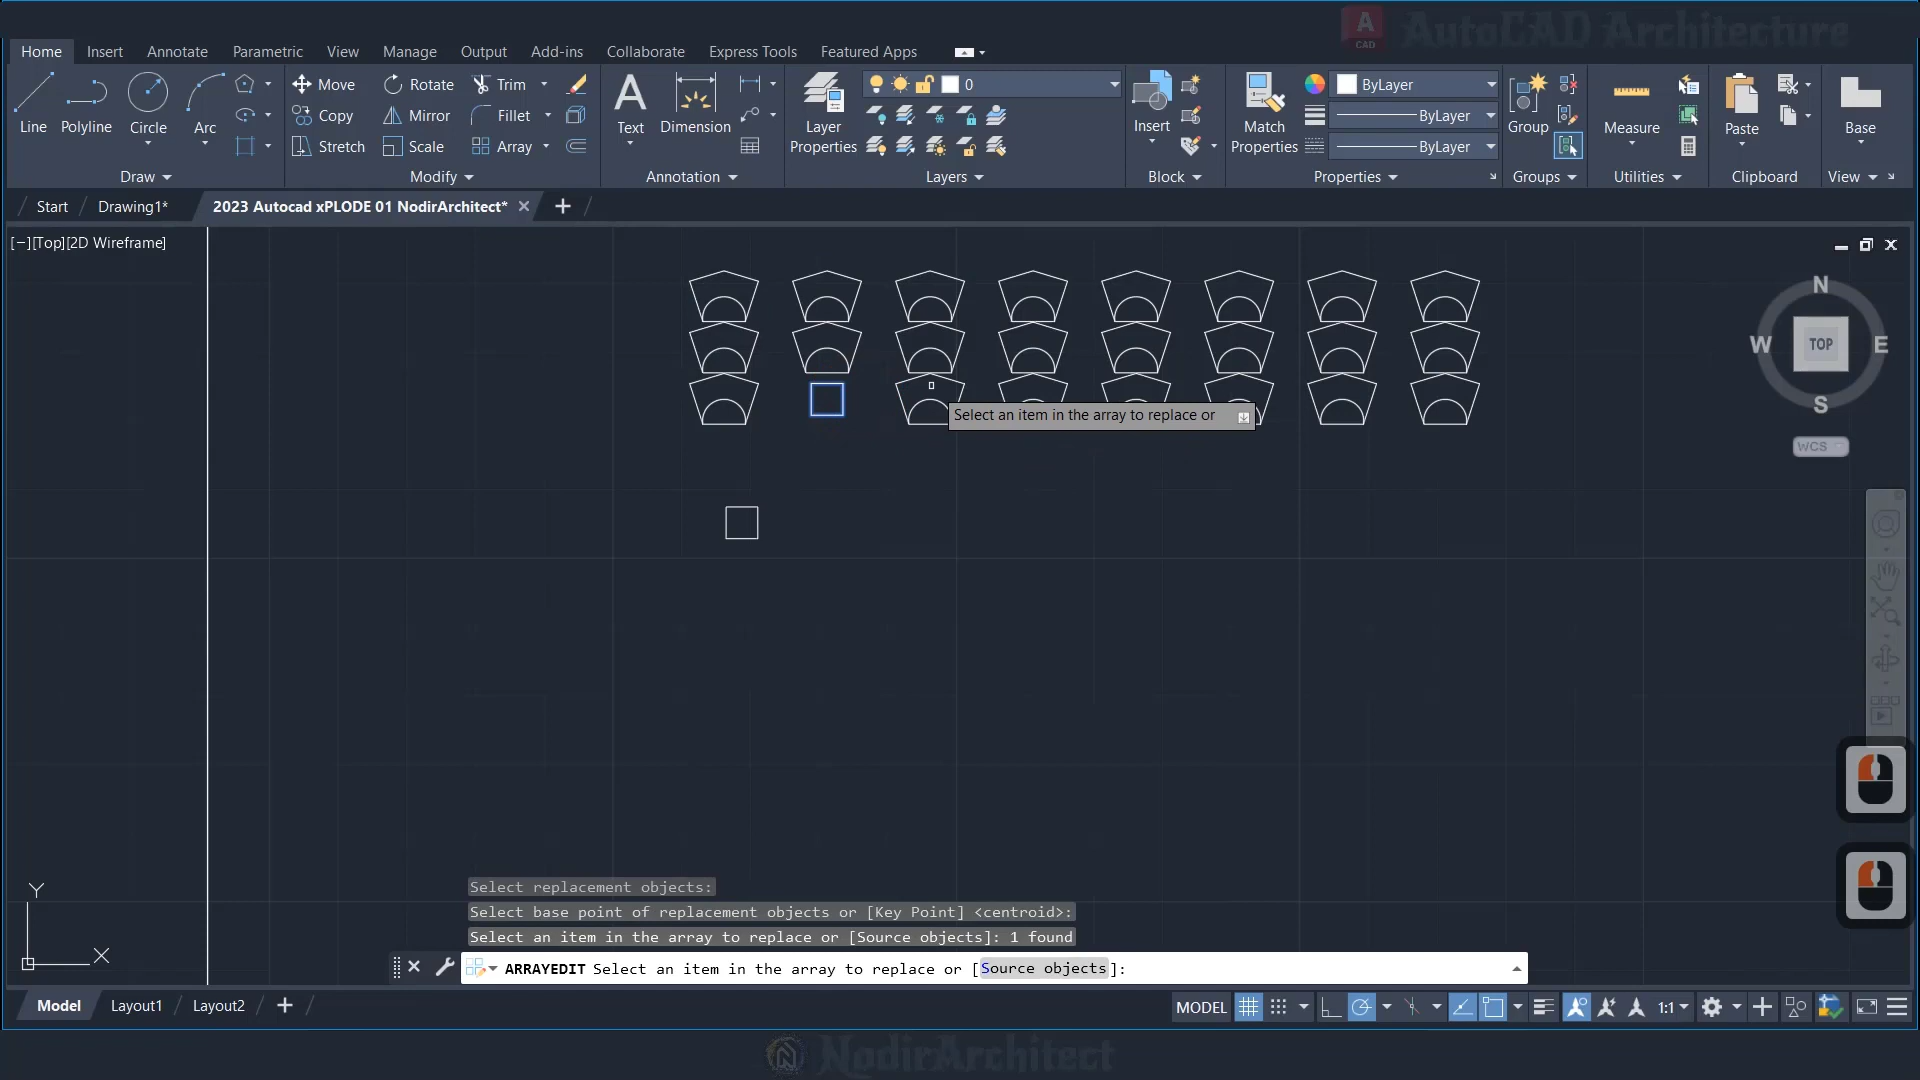 A CAD AutoCAD Architecture
Home Insert Annotate Parametric View Manage Output Add-ins Collaborate Express Tools Featured Apps
Line Polyline Circle Arc
Move Rotate Trim
Copy Mirror Fillet
Stretch Scale Array
Text Dimension
Layer Properties
0
Insert
Match Properties
ByLayer
ByLayer
ByLayer
Group
Measure
Paste
Base
Draw Modify Annotation Layers Block Properties Groups Utilities Clipboard View
Start Drawing1* 2023 Autocad xPLODE 01 NodirArchitect*
[−][Top][2D Wireframe]
N
W TOP E
S
WCS
Select an item in the array to replace or
Y
X
Select replacement objects:
Select base point of replacement objects or [Key Point] <centroid>:
Select an item in the array to replace or [Source objects]: 1 found
ARRAYEDIT Select an item in the array to replace or [Source objects]:
Model Layout1 Layout2
MODEL 1:1
NodirArchitect